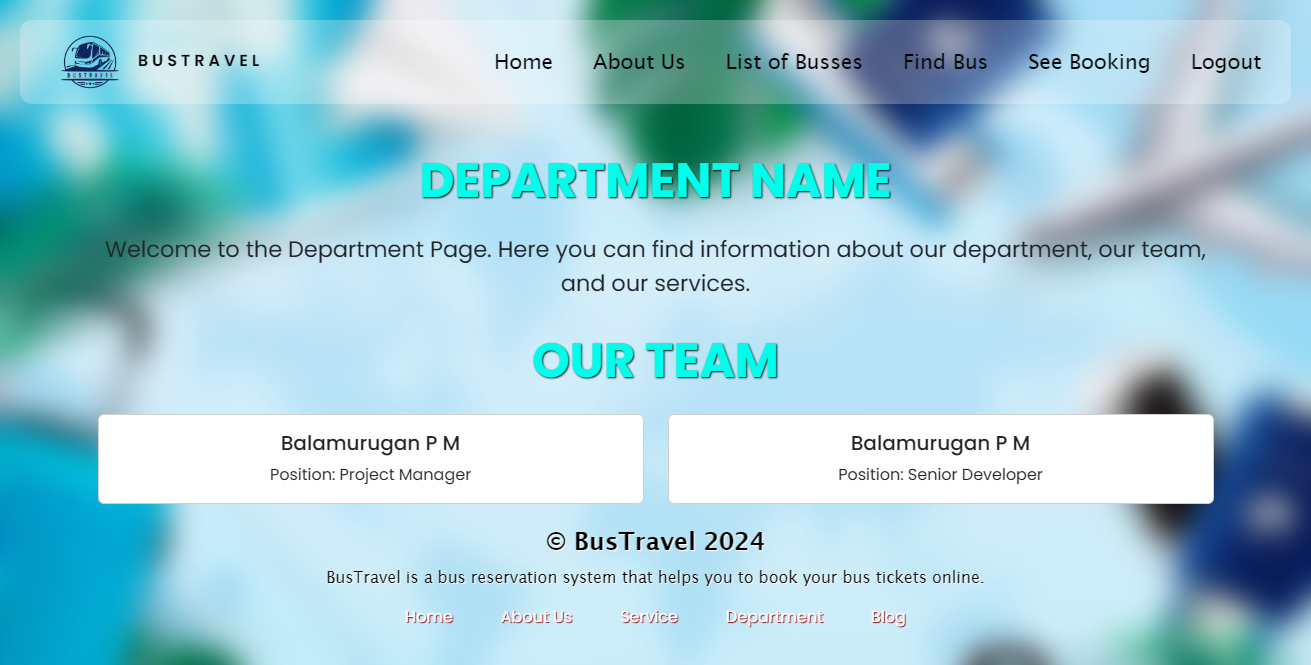 BUSTRAVEL
BUSTRAVEL
Home About Us List of Busses Find Bus See Booking Logout
DEPARTMENT NAME
Welcome to the Department Page. Here you can find information about our department, our team,
and our services.
OUR TEAM
Balamurugan P M Balamurugan P M
Position: Project Manager Position: Senior Developer
© BusTravel 2024
BusTravel is a bus reservation system that helps you to book your bus tickets online.
Home About Us Service Department Blog